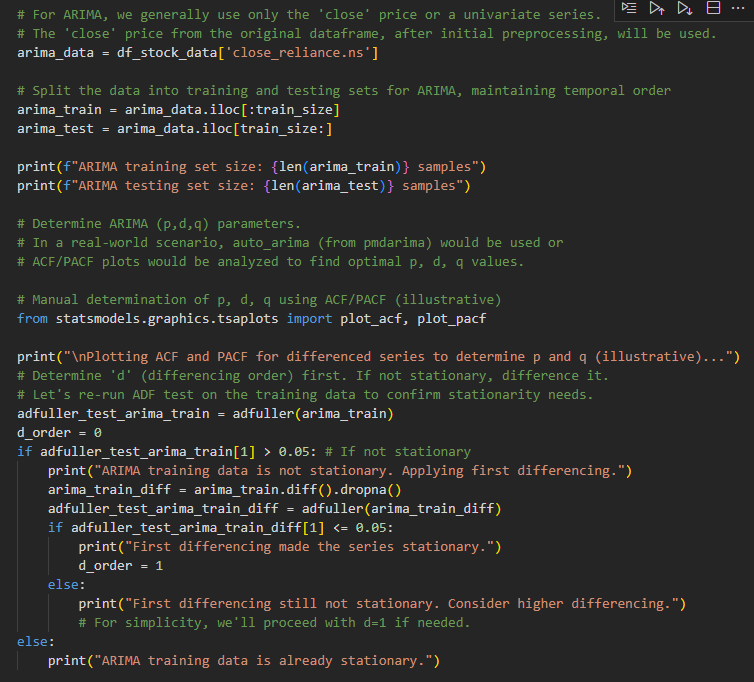 # For ARIMA, we generally use only the 'close' price or a univariate series.
# The 'close' price from the original dataframe, after initial preprocessing, will be used.
arima_data = df_stock_data['close_reliance.ns']

# Split the data into training and testing sets for ARIMA, maintaining temporal order
arima_train = arima_data.iloc[:train_size]
arima_test = arima_data.iloc[train_size:]

print(f"ARIMA training set size: {len(arima_train)} samples")
print(f"ARIMA testing set size: {len(arima_test)} samples")

# Determine ARIMA (p,d,q) parameters.
# In a real-world scenario, auto_arima (from pmdarima) would be used or
# ACF/PACF plots would be analyzed to find optimal p, d, q values.

# Manual determination of p, d, q using ACF/PACF (illustrative)
from statsmodels.graphics.tsaplots import plot_acf, plot_pacf

print("\nPlotting ACF and PACF for differenced series to determine p and q (illustrative)...")
# Determine 'd' (differencing order) first. If not stationary, difference it.
# Let's re-run ADF test on the training data to confirm stationarity needs.
adfuller_test_arima_train = adfuller(arima_train)
d_order = 0
if adfuller_test_arima_train[1] > 0.05: # If not stationary
    print("ARIMA training data is not stationary. Applying first differencing.")
    arima_train_diff = arima_train.diff().dropna()
    adfuller_test_arima_train_diff = adfuller(arima_train_diff)
    if adfuller_test_arima_train_diff[1] <= 0.05:
        print("First differencing made the series stationary.")
        d_order = 1
    else:
        print("First differencing still not stationary. Consider higher differencing.")
        # For simplicity, we'll proceed with d=1 if needed.
else:
    print("ARIMA training data is already stationary.")